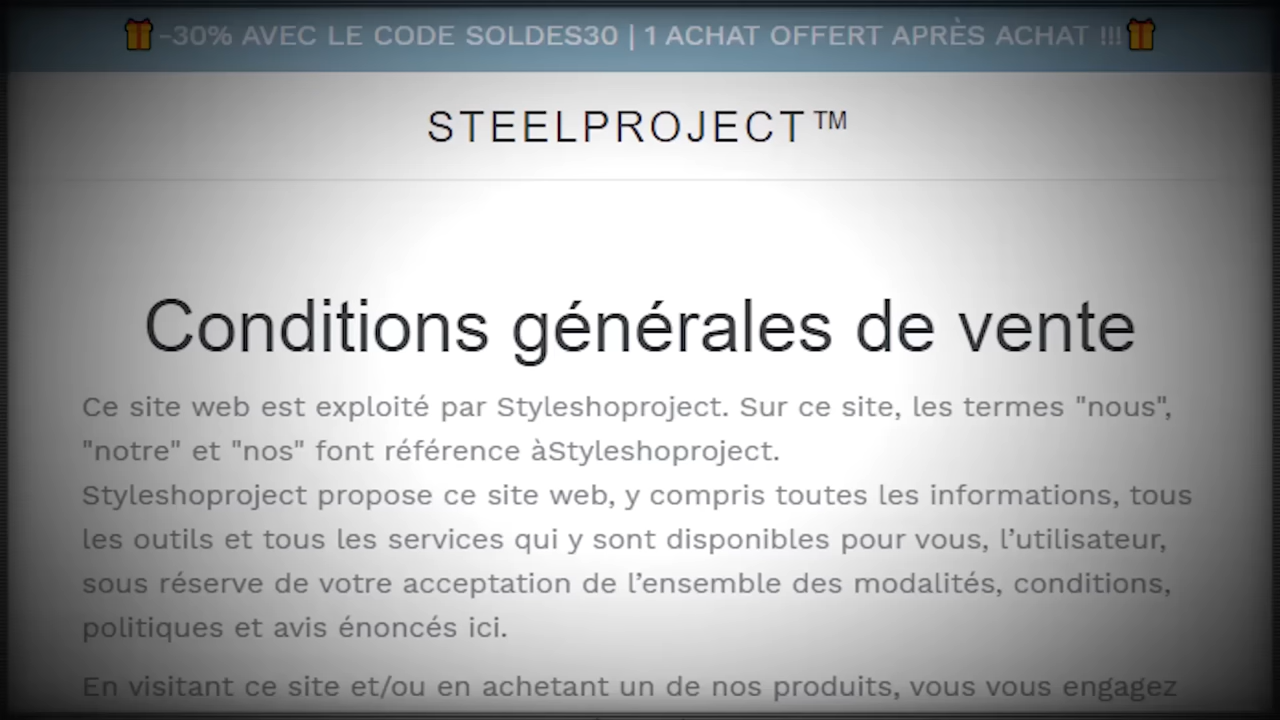 🎁-30% AVEC LE CODE SOLDES30 | 1 ACHAT OFFERT APRÈS ACHAT !!!🎁
STEELPROJECT™
Conditions générales de vente
Ce site web est exploité par Styleshoproject. Sur ce site, les termes "nous",
"notre" et "nos" font référence àStyleshoproject.
Styleshoproject propose ce site web, y compris toutes les informations, tous
les outils et tous les services qui y sont disponibles pour vous, l’utilisateur,
sous réserve de votre acceptation de l’ensemble des modalités, conditions,
politiques et avis énoncés ici.
En visitant ce site et/ou en achetant un de nos produits, vous vous engagez